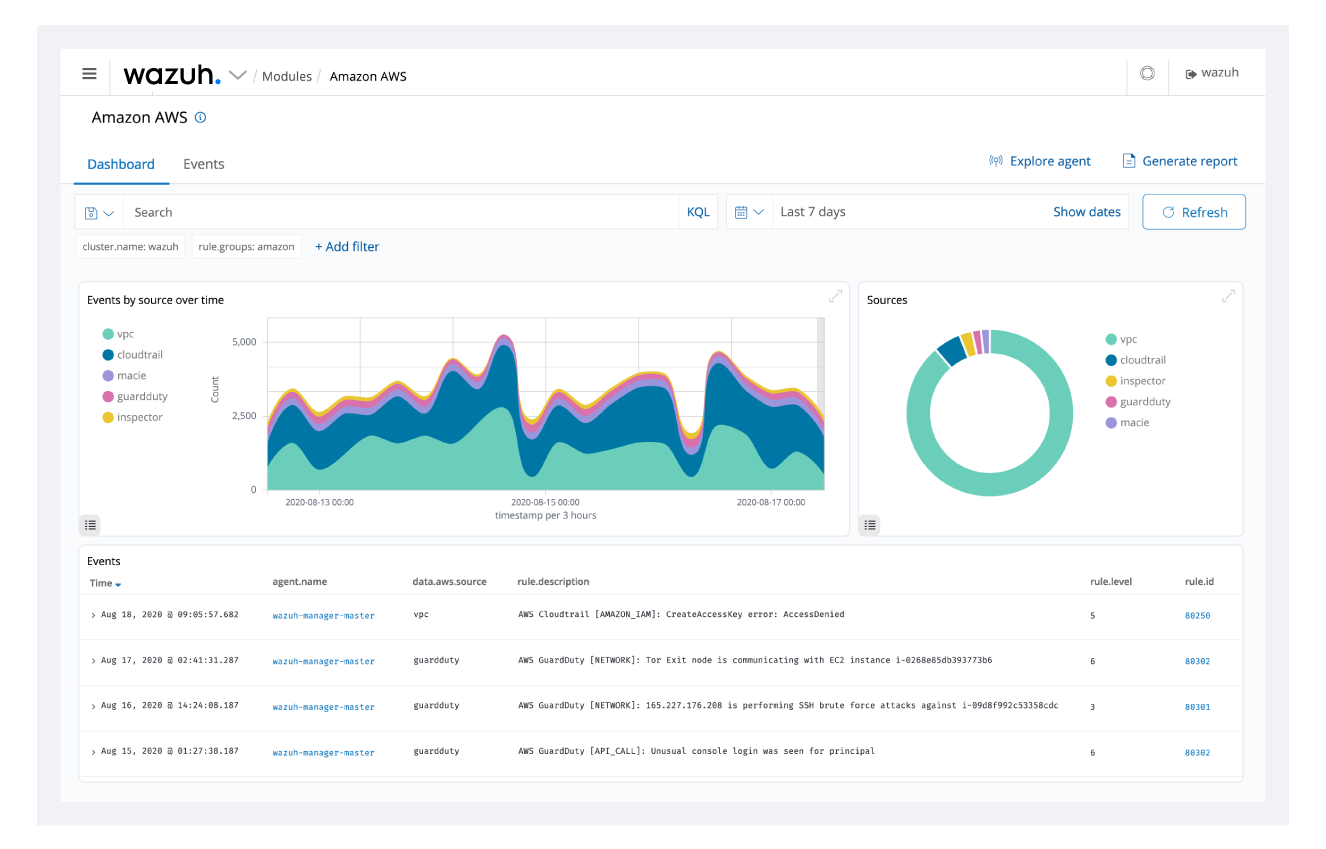 wazuh. / Modules / Amazon AWS wazuh
Amazon AWS
Dashboard Events Explore agent Generate report
Search KQL Last 7 days Show dates Refresh
cluster.name: wazuh rule.groups: amazon + Add filter
Events by source over time
vpc
cloudtrail
macie
guardduty
inspector
Count
5,000
2,500
0
2020-08-13 00:00 2020-08-15 00:00 2020-08-17 00:00
timestamp per 3 hours
Sources
vpc
cloudtrail
inspector
guardduty
macie
Events
Time agent.name data.aws.source rule.description rule.level rule.id
> Aug 18, 2020 @ 09:05:57.682 wazuh-manager-master vpc AWS Cloudtrail [AMAZON_IAM]: CreateAccessKey error: AccessDenied 5 80250
> Aug 17, 2020 @ 02:41:31.287 wazuh-manager-master guardduty AWS GuardDuty [NETWORK]: Tor Exit node is communicating with EC2 instance i-0268e85db393773b6 6 80302
> Aug 16, 2020 @ 14:24:08.187 wazuh-manager-master guardduty AWS GuardDuty [NETWORK]: 165.227.176.208 is performing SSH brute force attacks against i-09d8f992c53358cdc 3 80301
> Aug 15, 2020 @ 01:27:38.187 wazuh-manager-master guardduty AWS GuardDuty [API_CALL]: Unusual console login was seen for principal 6 80302